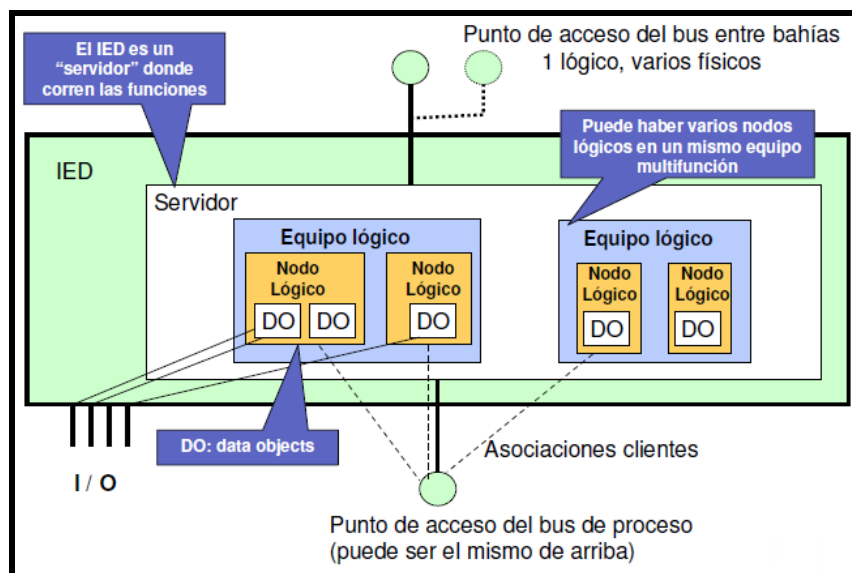 El IED es un
“servidor” donde
corren las funciones
Punto de acceso del bus entre bahías
1 lógico, varios físicos
Puede haber varios nodos
lógicos en un mismo equipo
multifunción
IED
Servidor
Equipo lógico
Nodo
Lógico
DO
DO
Nodo
Lógico
DO
Equipo lógico
Nodo
Lógico
DO
Nodo
Lógico
DO
DO: data objects
I / O
Asociaciones clientes
Punto de acceso del bus de proceso
(puede ser el mismo de arriba)